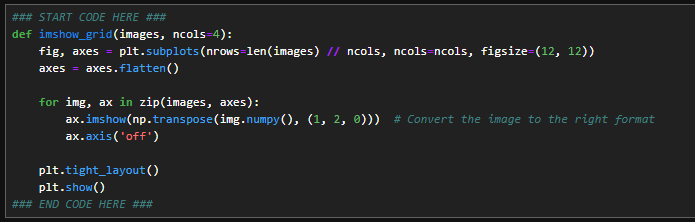 ### START CODE HERE ###
def imshow_grid(images, ncols=4):
    fig, axes = plt.subplots(nrows=len(images) // ncols, ncols=ncols, figsize=(12, 12))
    axes = axes.flatten()

    for img, ax in zip(images, axes):
        ax.imshow(np.transpose(img.numpy(), (1, 2, 0)))  # Convert the image to the right format
        ax.axis('off')

    plt.tight_layout()
    plt.show()
### END CODE HERE ###